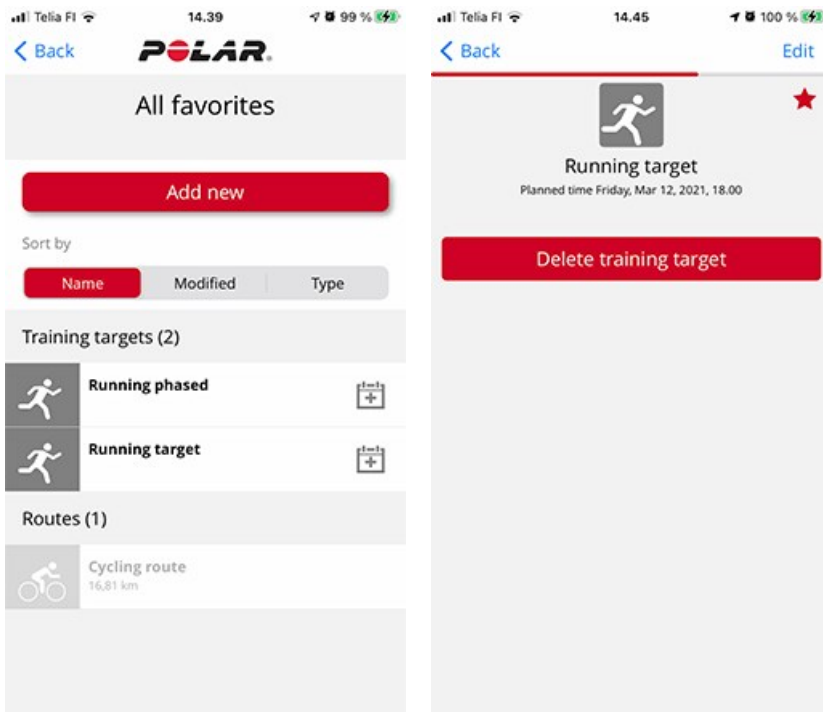 Telia FI 14.39 99 %
Back POLAR.
All favorites
Add new
Sort by
Name Modified Type
Training targets (2)
Running phased
Running target
Routes (1)
Cycling route
16,81 km
Telia FI 14.45 100 %
Back Edit
Running target
Planned time Friday, Mar 12, 2021, 18.00
Delete training target